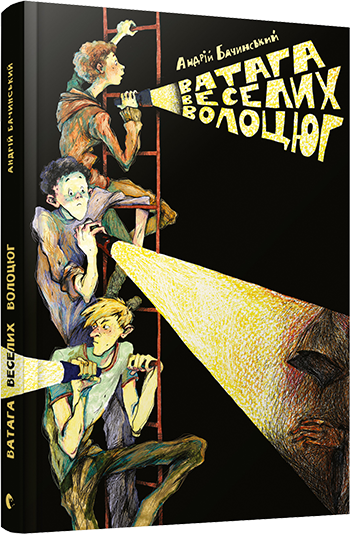 Андрій Бачинський
ВАТАГА
ВЕСЕЛИХ
ВОЛОЦЮГ
АНДРІЙ БАЧИНСЬКИЙ
ВАТАГА ВЕСЕЛИХ ВОЛОЦЮГ